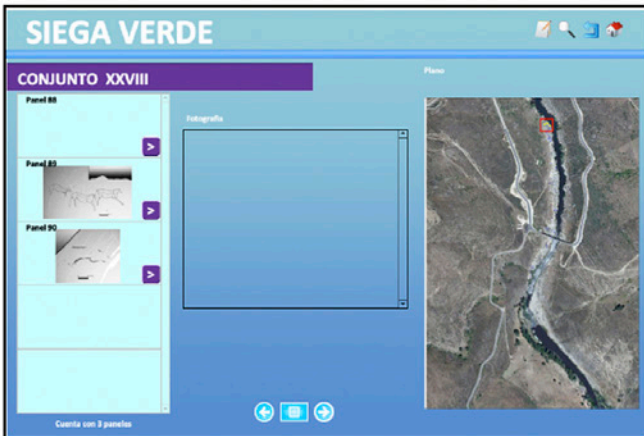 SIEGA VERDE
CONJUNTO XXVIII
Plano
Panel 88
Fotografía
Panel 89
Panel 90
Cuenta con 3 paneles